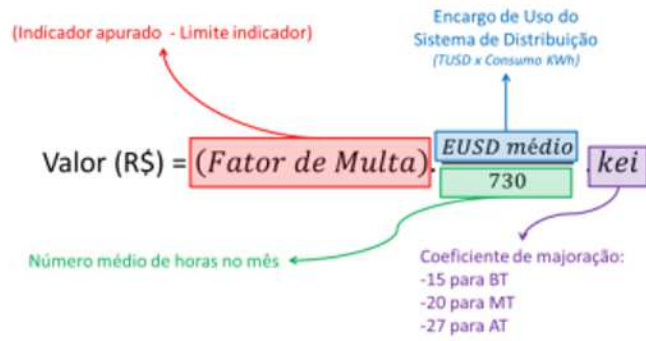 (Indicador apurado - Limite indicador)
Encargo de Uso do
Sistema de Distribuição
(TUSD x Consumo KWh)
Valor (R$) = (Fator de Multa). EUSD médio . kei
730
Número médio de horas no mês
Coeficiente de majoração:
-15 para BT
-20 para MT
-27 para AT